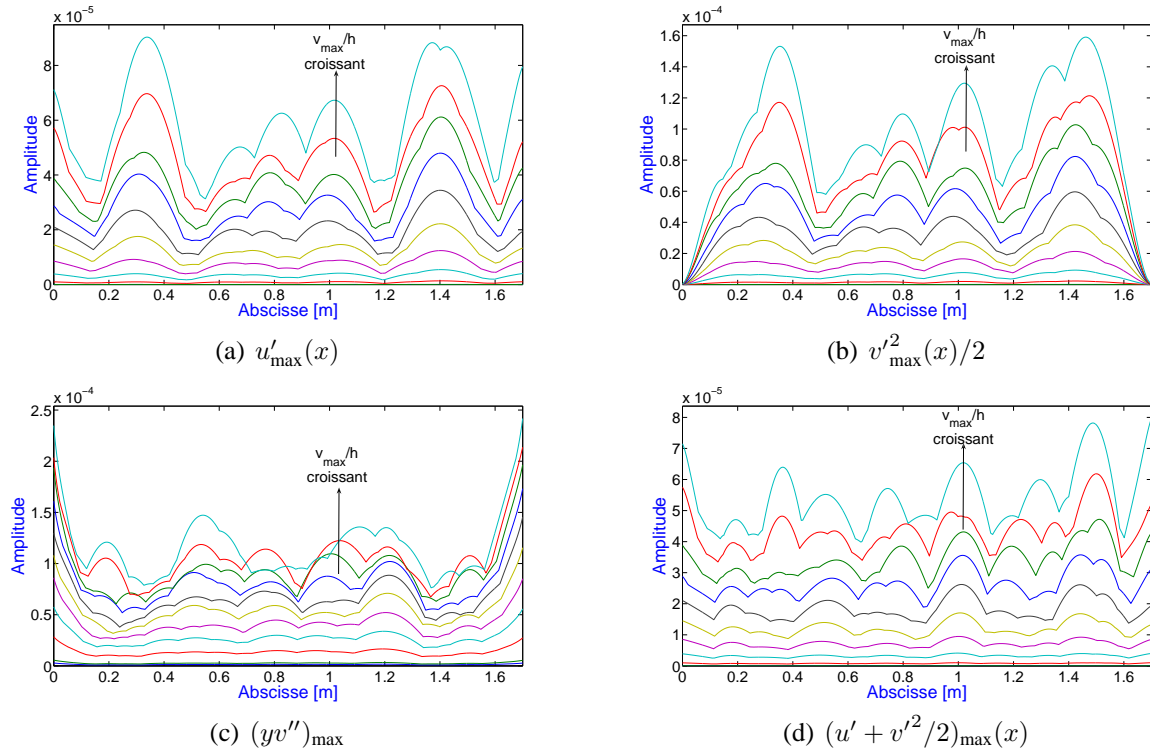 x 10⁻⁵
8
6
4
2
0
0
0.2
0.4
0.6
0.8
1
1.2
1.4
1.6
Amplitude
Abscisse [m]
v_max/h
croissant
(a) u′_max(x)
x 10⁻⁴
1.6
1.4
1.2
1
0.8
0.6
0.4
0.2
0
0
0.2
0.4
0.6
0.8
1
1.2
1.4
1.6
Amplitude
Abscisse [m]
v_max/h
croissant
(b) v′²_max(x)/2
x 10⁻⁴
2.5
2
1.5
1
0.5
0
0
0.2
0.4
0.6
0.8
1
1.2
1.4
1.6
Amplitude
Abscisse [m]
v_max/h
croissant
(c) (yv″)_max
x 10⁻⁵
8
7
6
5
4
3
2
1
0
0
0.2
0.4
0.6
0.8
1
1.2
1.4
1.6
Amplitude
Abscisse [m]
v_max/h
croissant
(d) (u′ + v′²/2)_max(x)